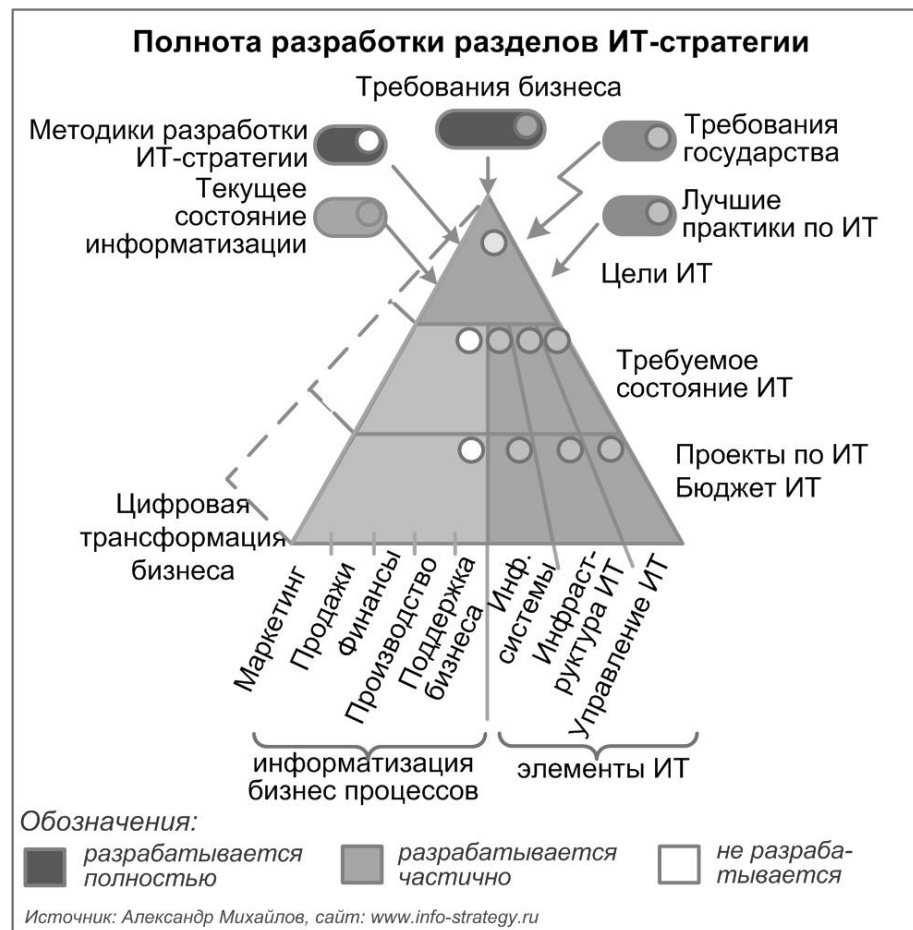 Полнота разработки разделов ИТ-стратегии
Требования бизнеса
Методики разработки
ИТ-стратегии
Требования
государства
Текущее
состояние
информатизации
Лучшие
практики по ИТ
Цели ИТ
Требуемое
состояние ИТ
Проекты по ИТ
Бюджет ИТ
Цифровая
трансформация
бизнеса
Маркетинг
Продажи
Финансы
Производство
Поддержка
бизнеса
Инф.
системы
Инфраст-
руктура ИТ
Управление ИТ
информатизация
бизнес процессов
элементы ИТ
Обозначения:
разрабатывается
полностью
разрабатывается
частично
не разраба-
тывается
Источник: Александр Михайлов, сайт: www.info-strategy.ru